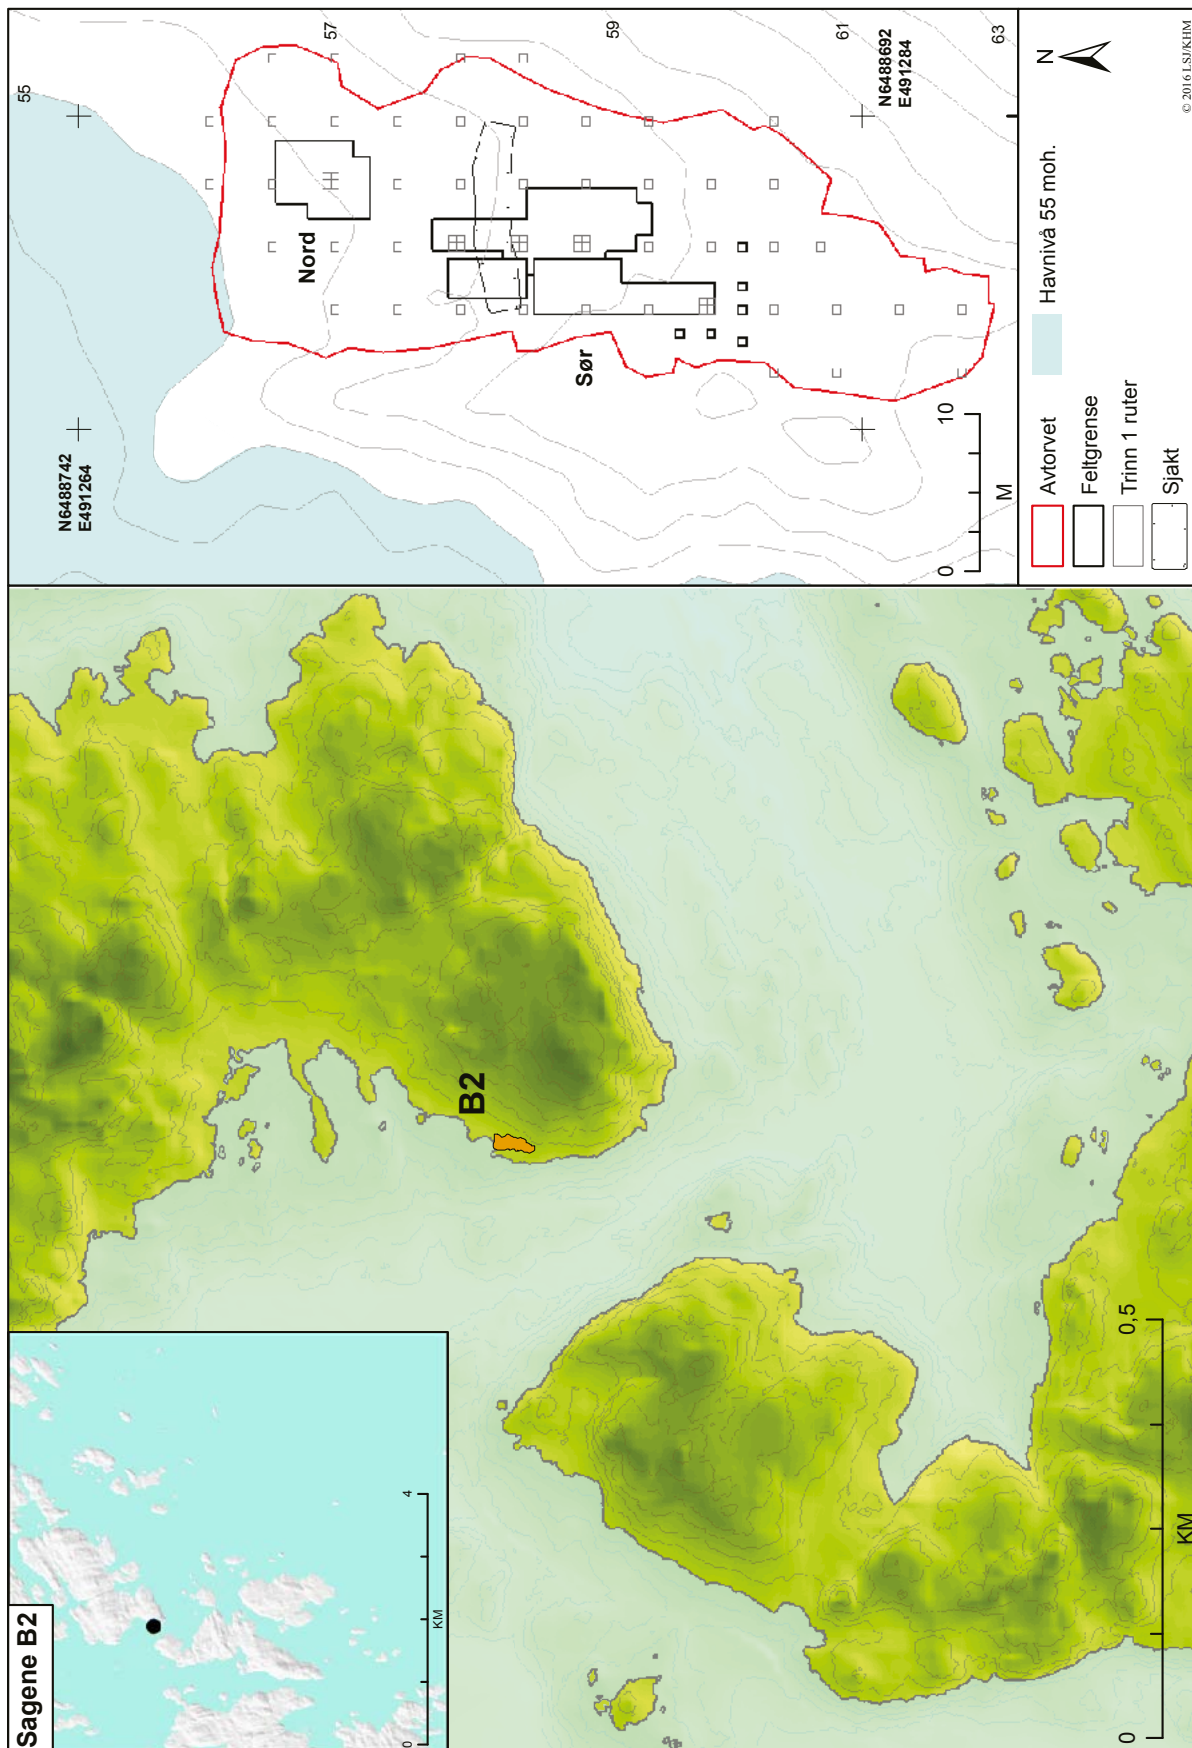 Sagene B2
0
4
KM
B2
0
0,5
KM
N6488742
E491264
55
57
59
61
63
Nord
Sør
N6488692
E491284
0
10
M
Avtorvet
Feltgrense
Trinn 1 ruter
Sjakt
Havnivå 55 moh.
N
© 2016 LSJ/KHM